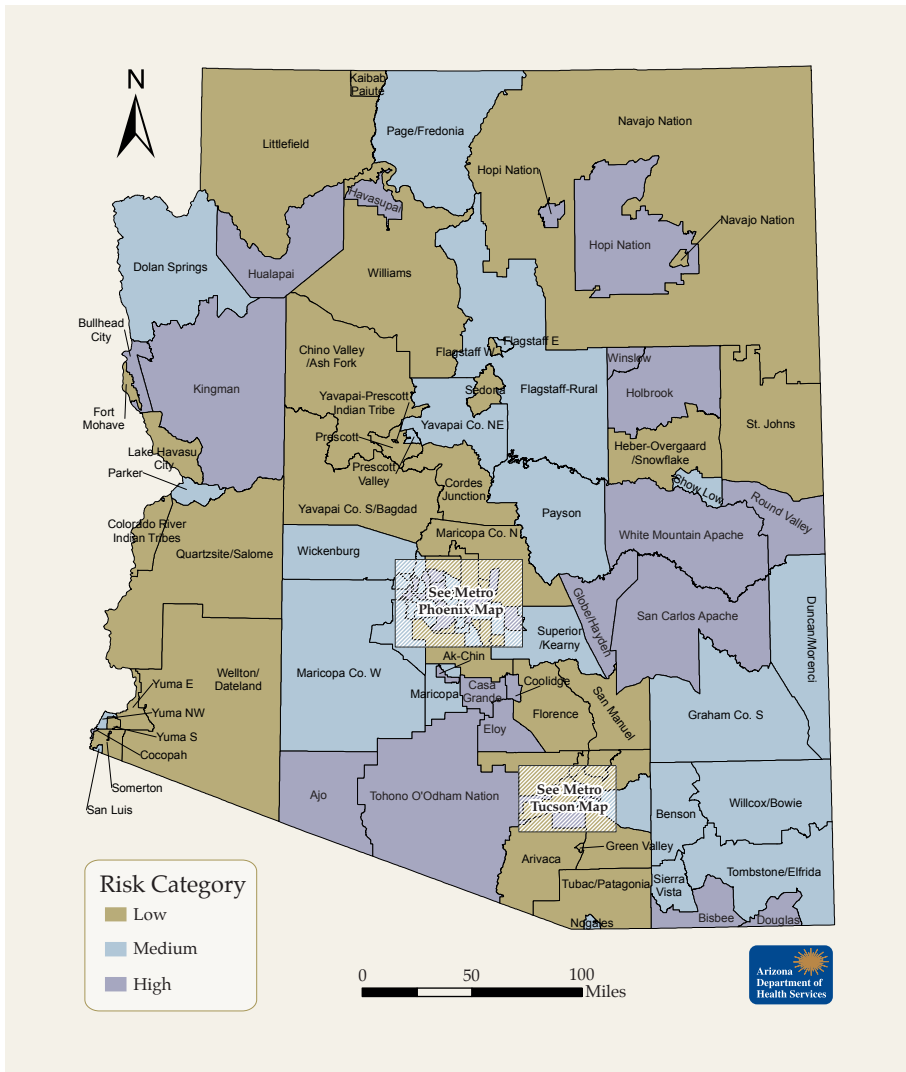 N
Kaibab
Paiute
Page/Fredonia
Navajo Nation
Littlefield
Hopi Nation
Havasupai
Navajo Nation
Hopi Nation
Dolan Springs
Hualapai
Williams
Bullhead
City
Flagstaff W
Flagstaff E
Chino Valley
/Ash Fork
Winslow
Kingman
Sedona
Flagstaff-Rural
Holbrook
Yavapai-Prescott
Indian Tribe
Fort
Mohave
Yavapai Co. NE
St. Johns
Prescott
Heber-Overgaard
/Snowflake
Lake Havasu
City
Prescott
Valley
Parker
Cordes
Junction
Show Low
Round Valley
Yavapai Co. S/Bagdad
Payson
Colorado River
Indian Tribes
Maricopa Co. N
White Mountain Apache
Quartzsite/Salome
Wickenburg
See Metro
Phoenix Map
Globe/Hayden
San Carlos Apache
Duncan/Morenci
Superior
/Kearny
Ak-Chin
Wellton/
Dateland
Maricopa Co. W
Yuma E
Maricopa
Casa
Grande
Coolidge
San Manuel
Yuma NW
Florence
Graham Co. S
Yuma S
Eloy
Cocopah
Somerton
San Luis
Ajo
Tohono O'Odham Nation
See Metro
Tucson Map
Benson
Willcox/Bowie
Green Valley
Arivaca
Tombstone/Elfrida
Tubac/Patagonia
Sierra
Vista
Nogales
Bisbee
Douglas
Risk Category
Low
Medium
High
0 50 100
Miles
Arizona
Department of
Health Services